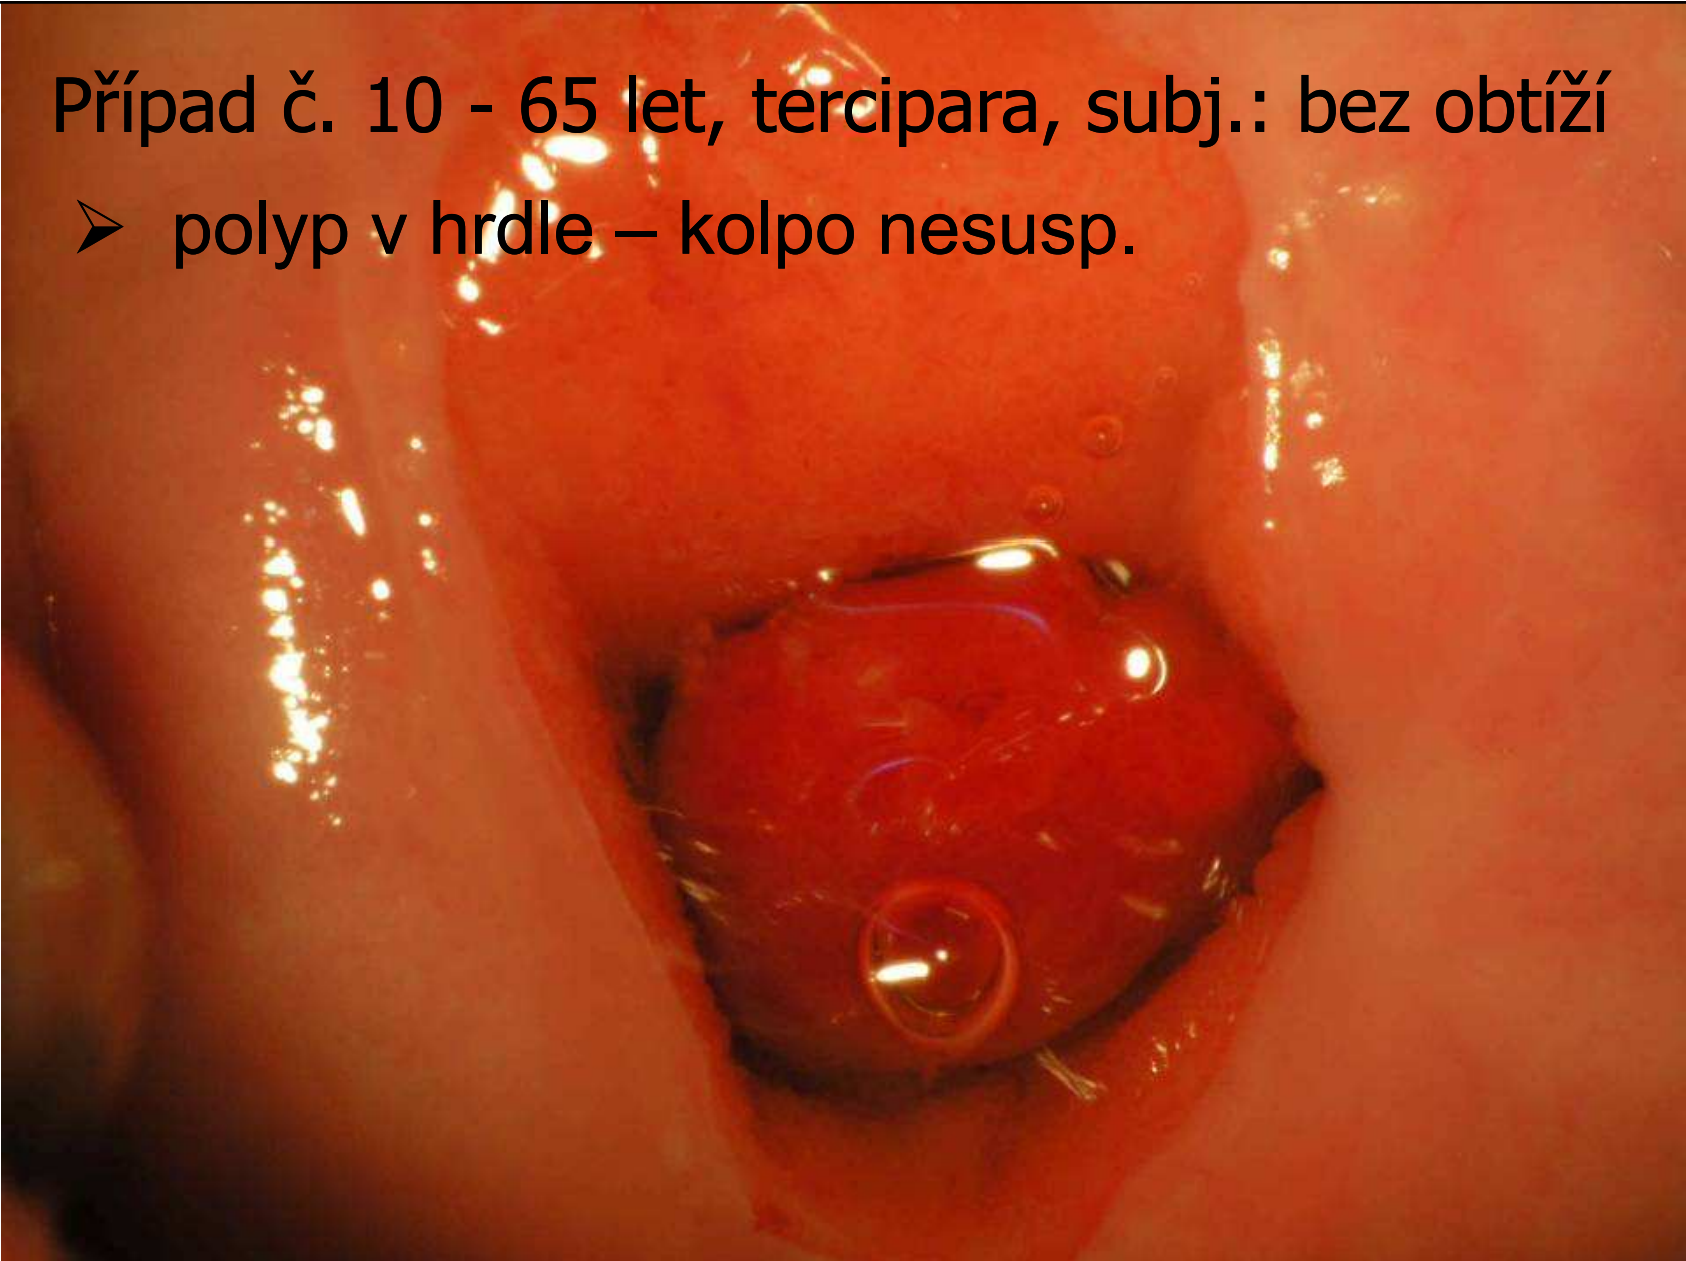 Případ č. 10 - 65 let, tercipara, subj.: bez obtíží
➢ polyp v hrdle – kolpo nesusp.